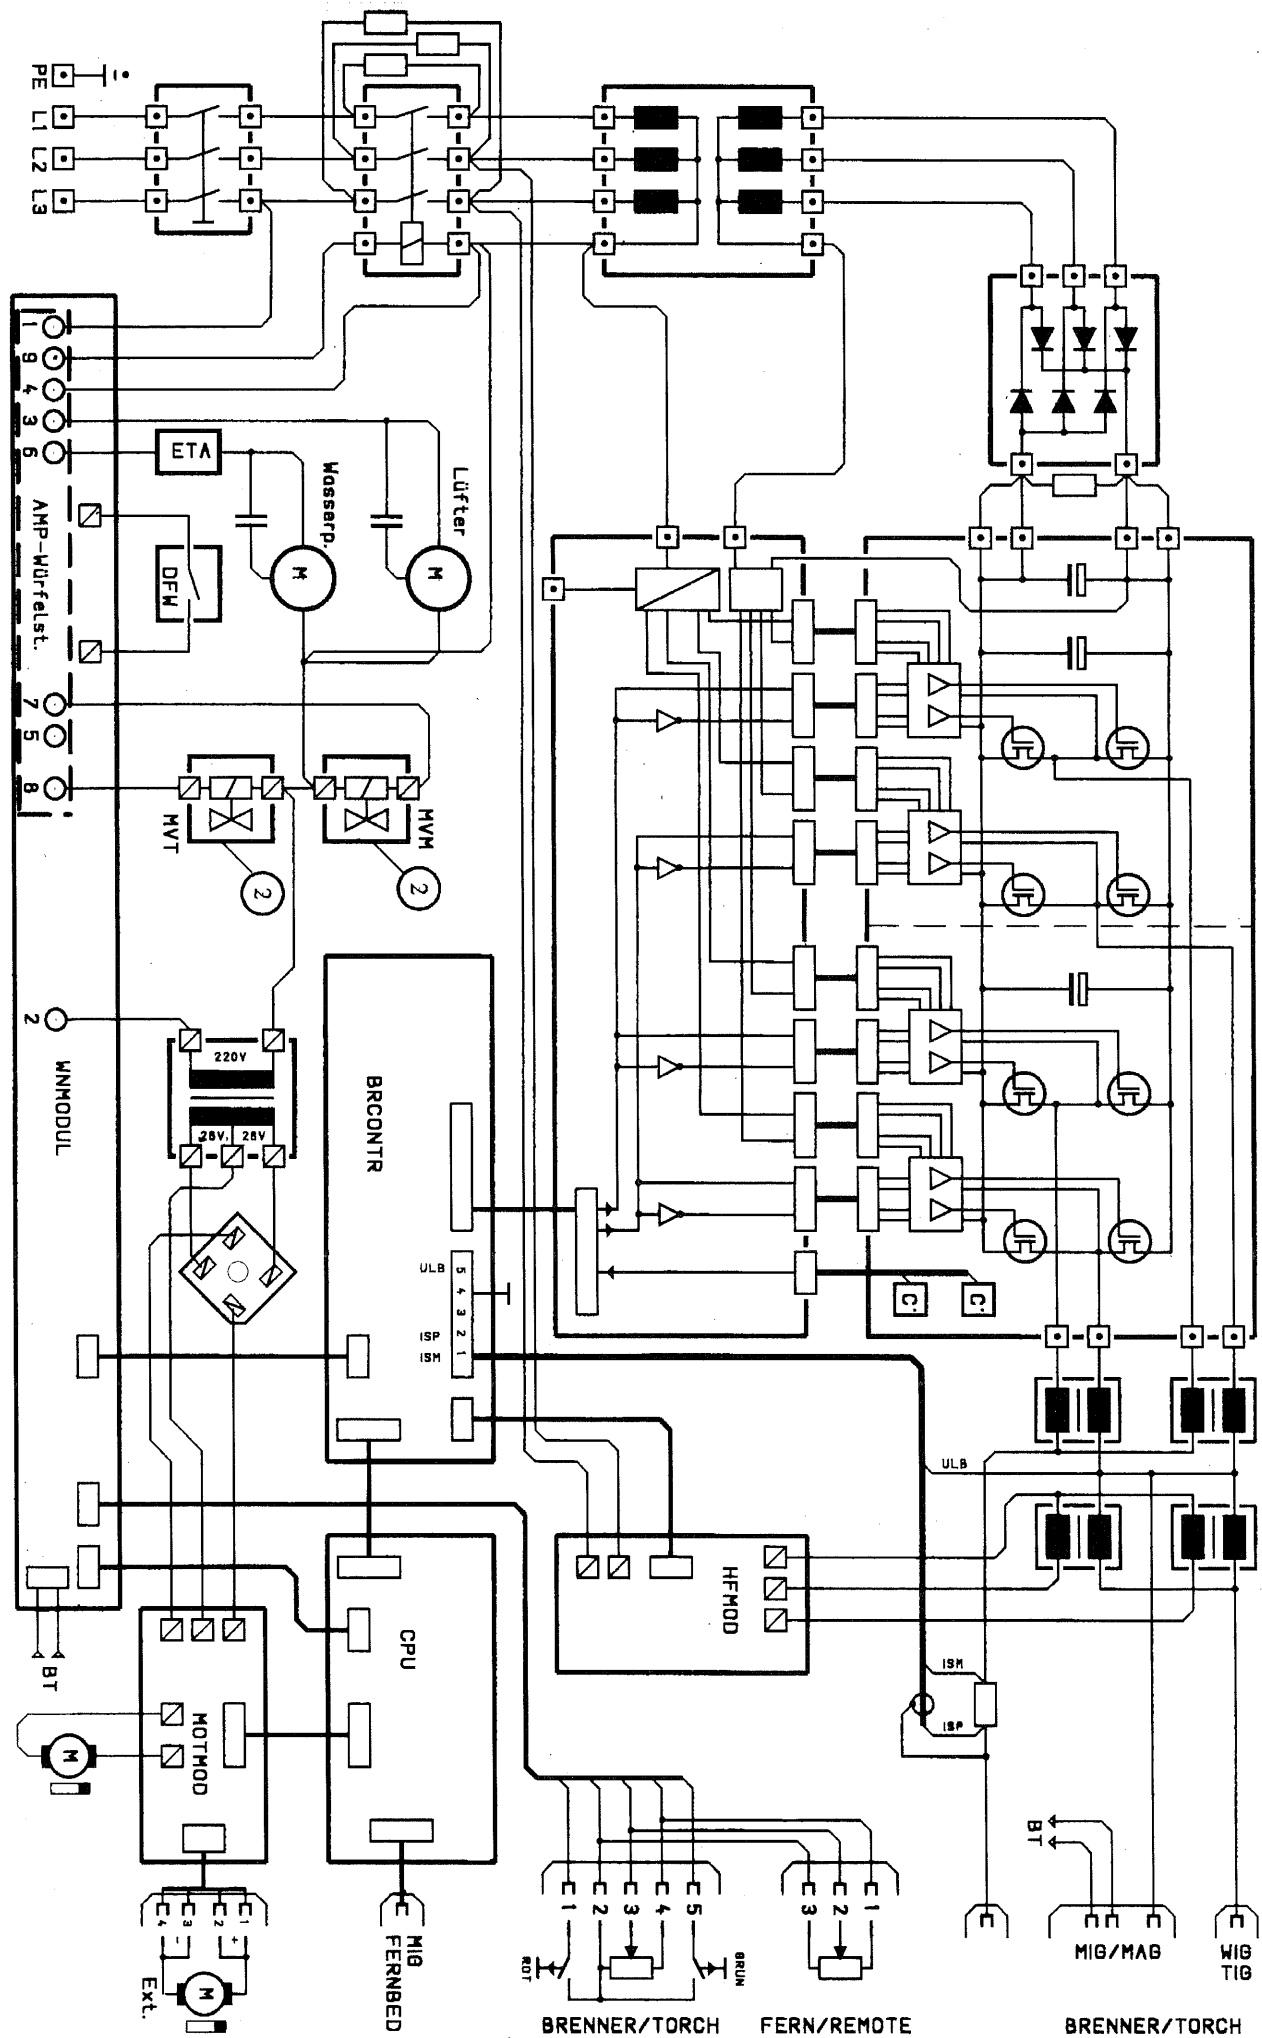 PE
L1
L2
L3
1
9
4
3
6
AMP-Würfelst.
7
5
8
2
WNMODUL
ETA
DFW
Wasserp.
M
Lüfter
M
MVT
MVM
2
2
220V
28V, 28V
BRCONTR
ULB
ISP
ISM
5 4 3 2 1
C
C
ULB
HFMOD
ISM
ISP
CPU
BT
MOTMOD
M
BT
1 2 3 4 5
3 2 1
ROT
BRUN
4 3 2 1
- +
M
Ext.
MIG
FERNBED
MIG/MAG
WIG
TIG
BRENNER/TORCH
FERN/REMOTE
BRENNER/TORCH